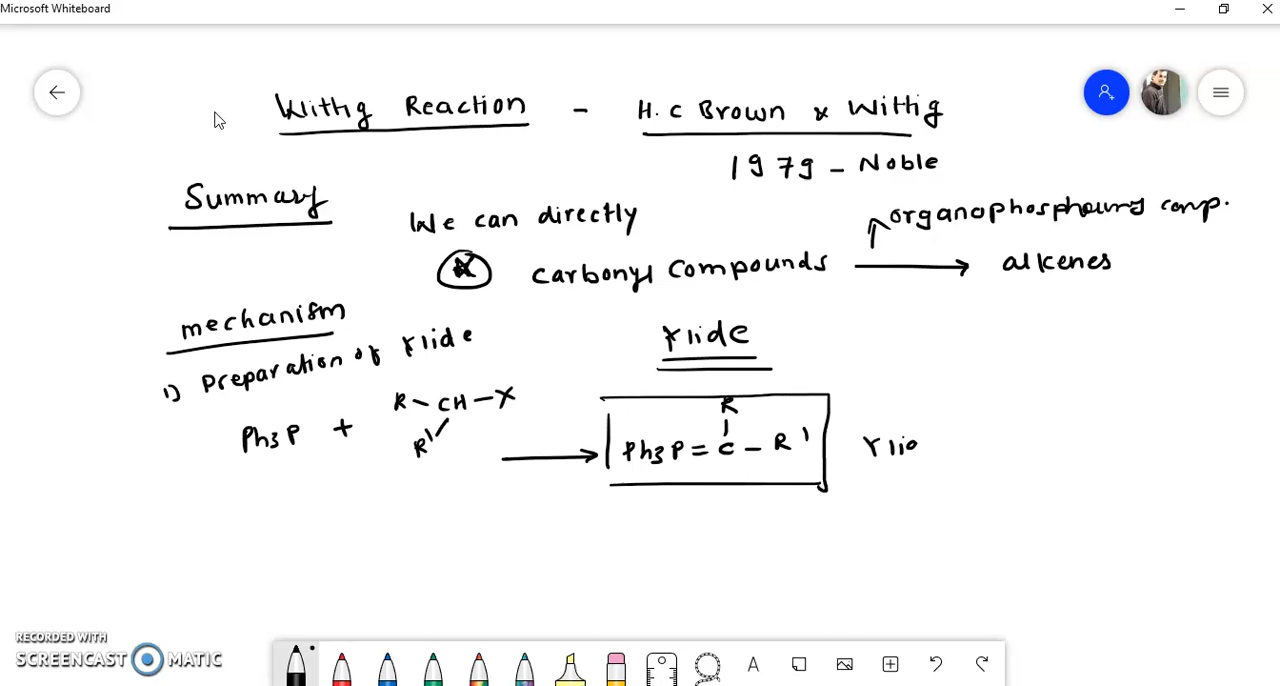 Microsoft Whiteboard
Wittig Reaction - H.C Brown & Wittig
1979 - Noble
Summary
We can directly
organophosphorus comp.
carbonyl compounds → alkenes
mechanism
1) Preparation of Ylide
Ylide
R - CH - X
R'
Ph3P +
→
R
Ph3P = C - R'
Ylid
RECORDED WITH
SCREENCAST MATIC
A